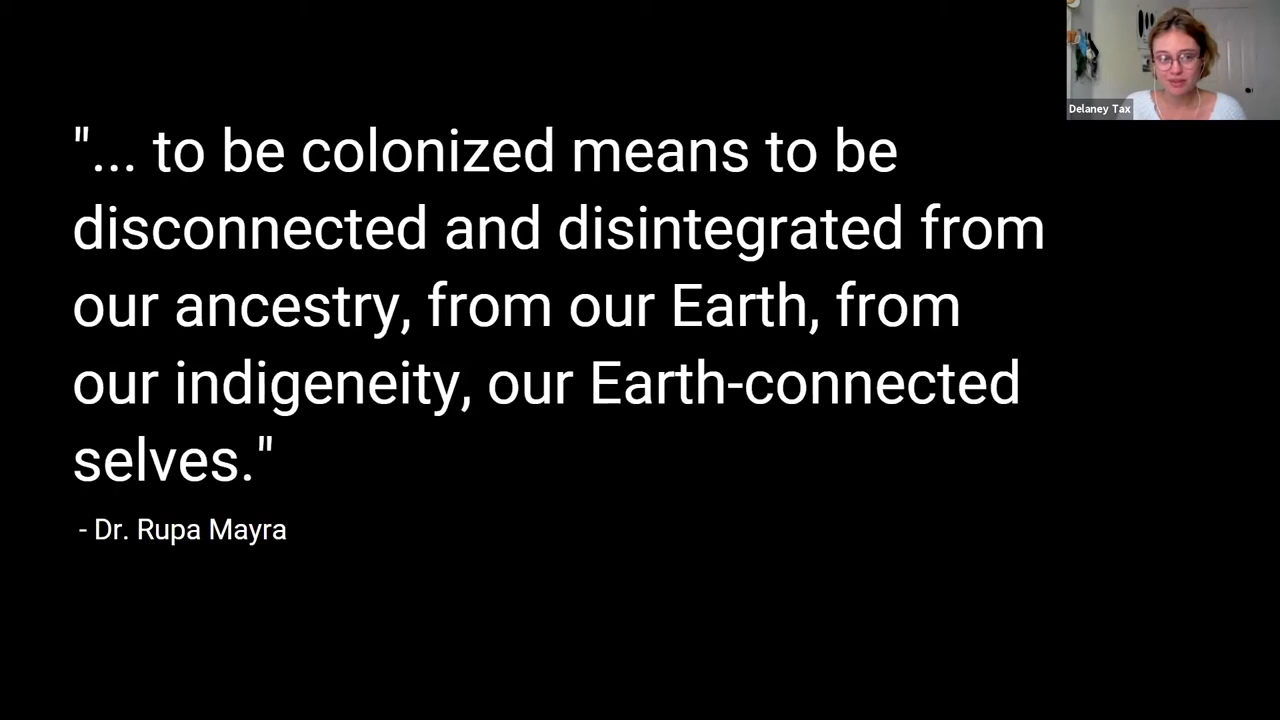 "... to be colonized means to be
disconnected and disintegrated from
our ancestry, from our Earth, from
our indigeneity, our Earth-connected
selves."
- Dr. Rupa Mayra
Delaney Tax